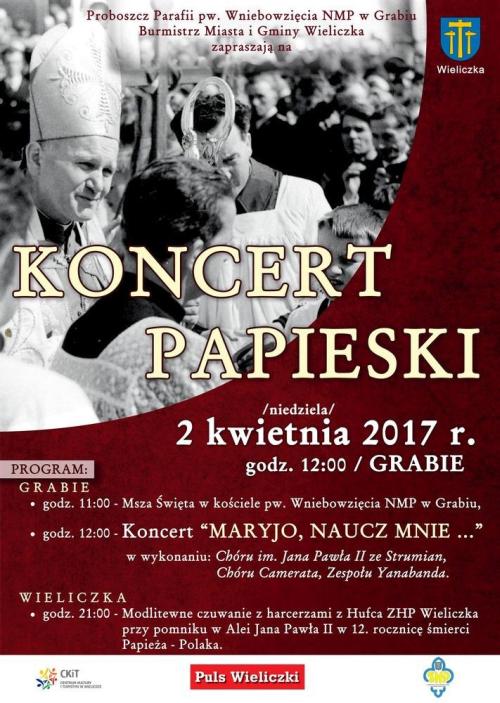 Proboszcz Parafii pw. Wniebowzięcia NMP w Grabiu
Burmistrz Miasta i Gminy Wieliczka
zapraszają na
Wieliczka
KONCERT
PAPIESKI
/niedziela/
2 kwietnia 2017 r.
godz. 12:00 / GRABIE
PROGRAM:
GRABIE
• godz. 11:00 - Msza Święta w kościele pw. Wniebowzięcia NMP w Grabiu,
• godz. 12:00 - Koncert “MARYJO, NAUCZ MNIE ...”
w wykonaniu: Chóru im. Jana Pawła II ze Strumian,
Chóru Camerata, Zespołu Yanabanda.
WIELICZKA
• godz. 21:00 - Modlitewne czuwanie z harcerzami z Hufca ZHP Wieliczka
przy pomniku w Alei Jana Pawła II w 12. rocznicę śmierci
Papieża - Polaka.
CKiT
CENTRUM KULTURY
I TURYSTYKI W WIELICZCE
Puls Wieliczki